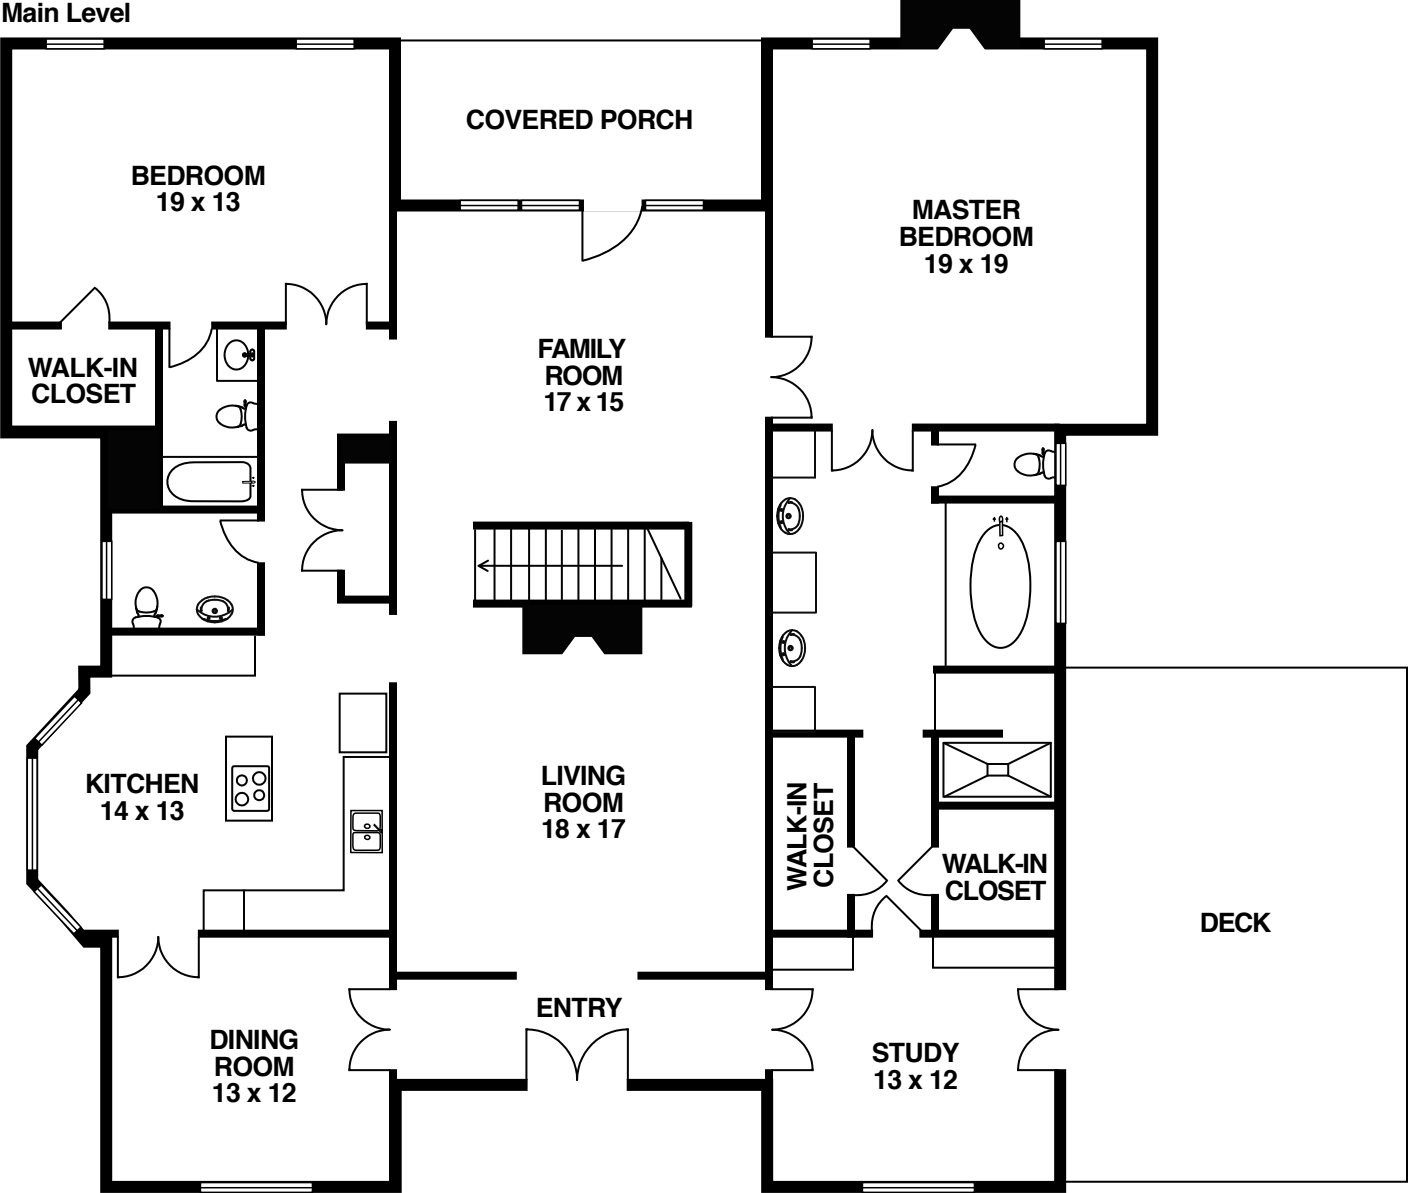 Main Level
COVERED PORCH
BEDROOM
19 x 13
MASTER
BEDROOM
19 x 19
WALK-IN
CLOSET
FAMILY
ROOM
17 x 15
KITCHEN
14 x 13
LIVING
ROOM
18 x 17
WALK-IN
CLOSET
WALK-IN
CLOSET
DECK
ENTRY
DINING
ROOM
13 x 12
STUDY
13 x 12